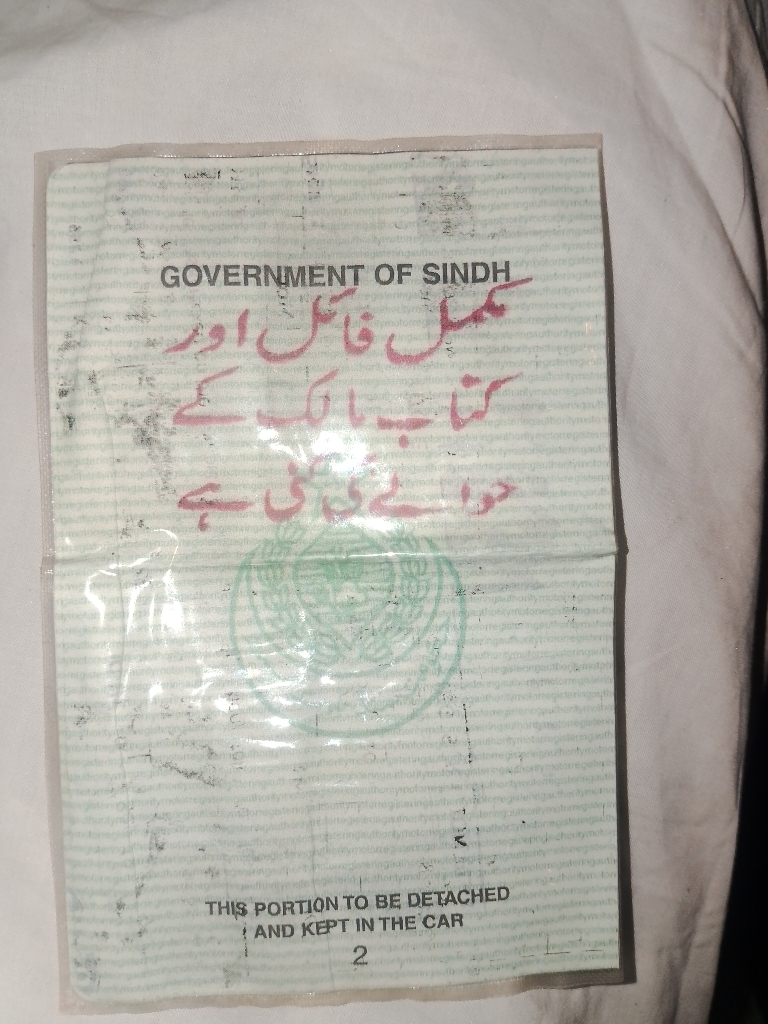 GOVERNMENT OF SINDH
مکمل فائل اور
کتاب مالک کے
حوالے کی گئی ہے
THIS PORTION TO BE DETACHED
AND KEPT IN THE CAR
2